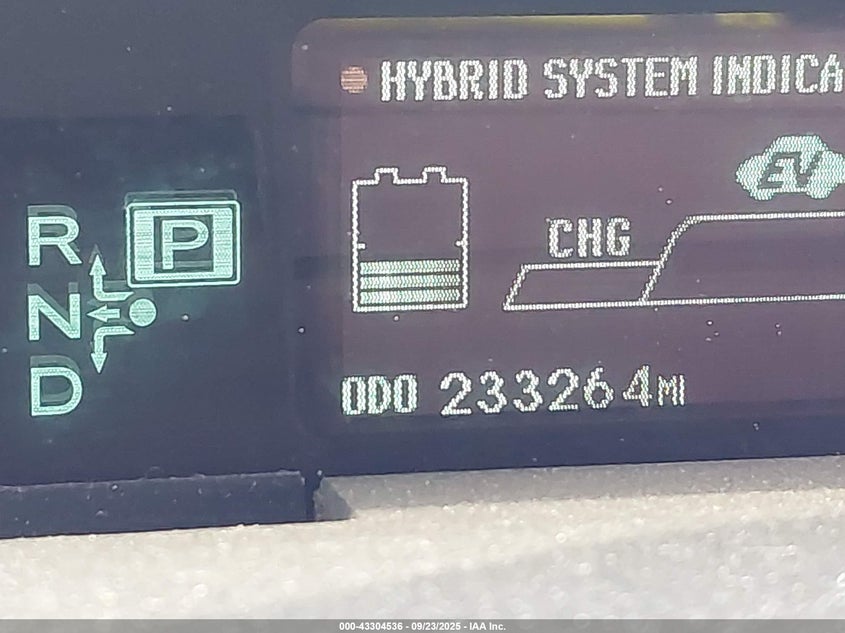 HYBRID SYSTEM INDICA
EV
CHG
R
P
N
D
ODO 233264MI
000-43304536 - 09/23/2025 - IAA Inc.